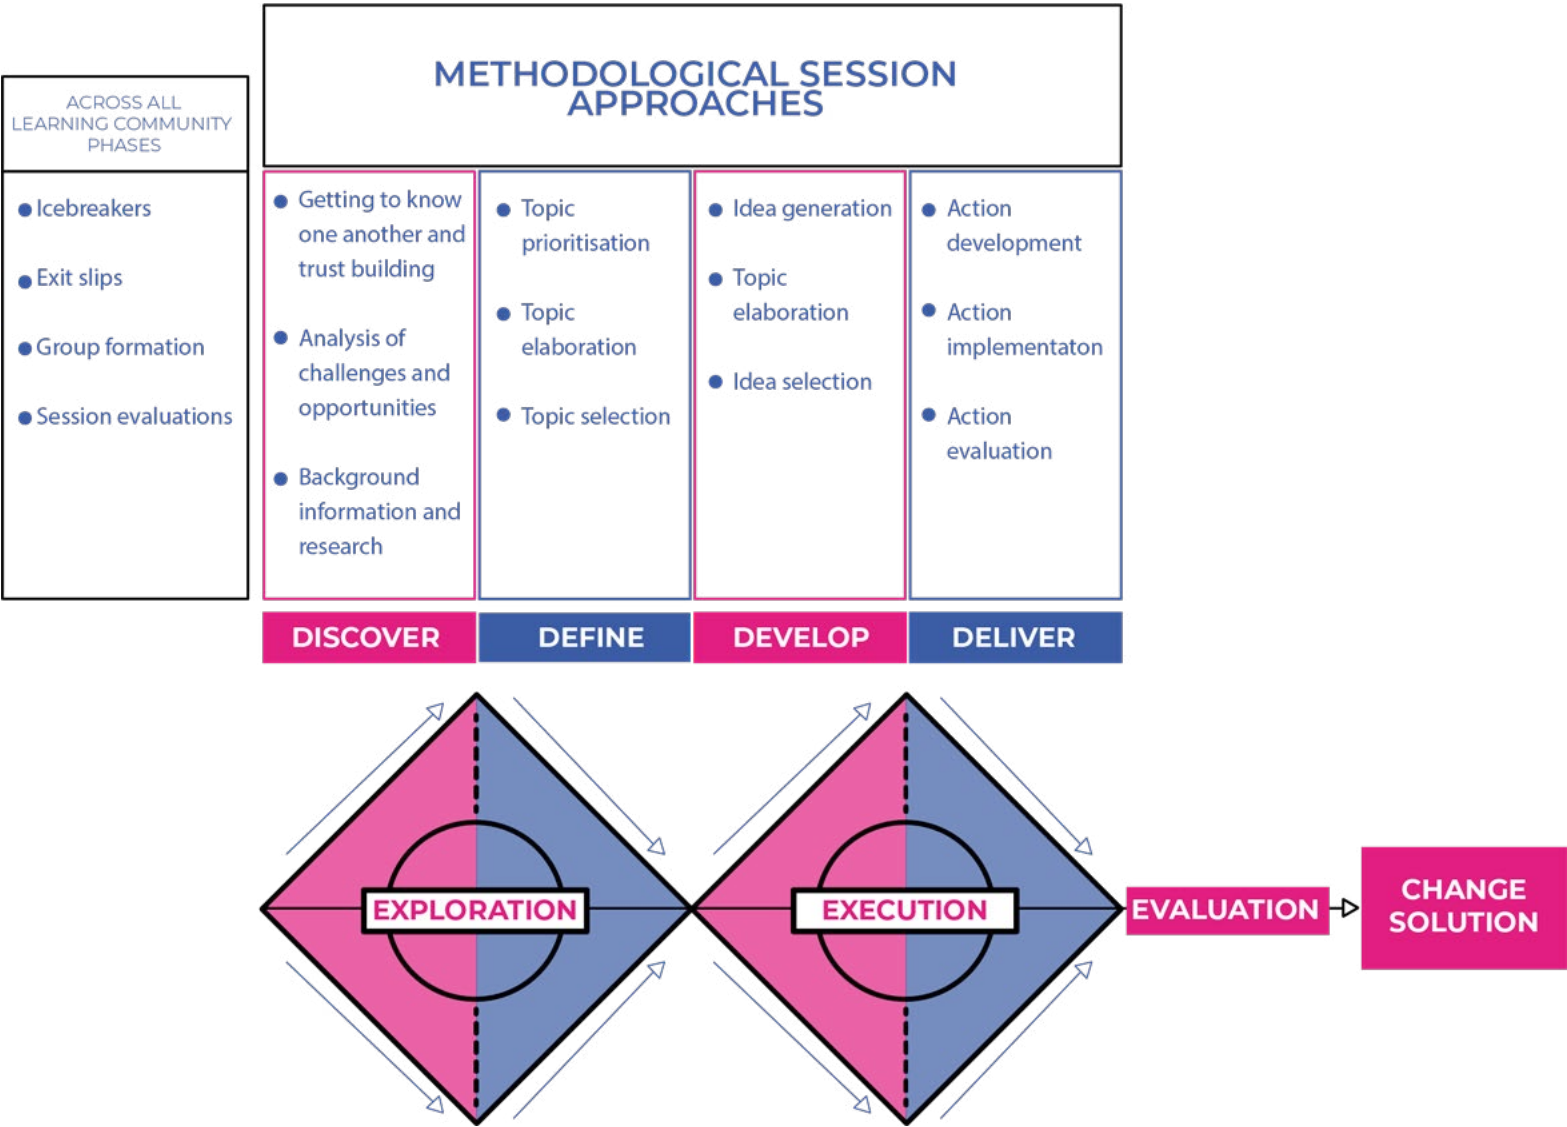 METHODOLOGICAL SESSION
APPROACHES
ACROSS ALL
LEARNING COMMUNITY
PHASES
Icebreakers
Exit slips
Group formation
Session evaluations
Getting to know
one another and
trust building
Analysis of
challenges and
opportunities
Background
information and
research
Topic
prioritisation
Topic
elaboration
Topic selection
Idea generation
Topic
elaboration
Idea selection
Action
development
Action
implementaton
Action
evaluation
DISCOVER
DEFINE
DEVELOP
DELIVER
EXPLORATION
EXECUTION
EVALUATION
CHANGE
SOLUTION